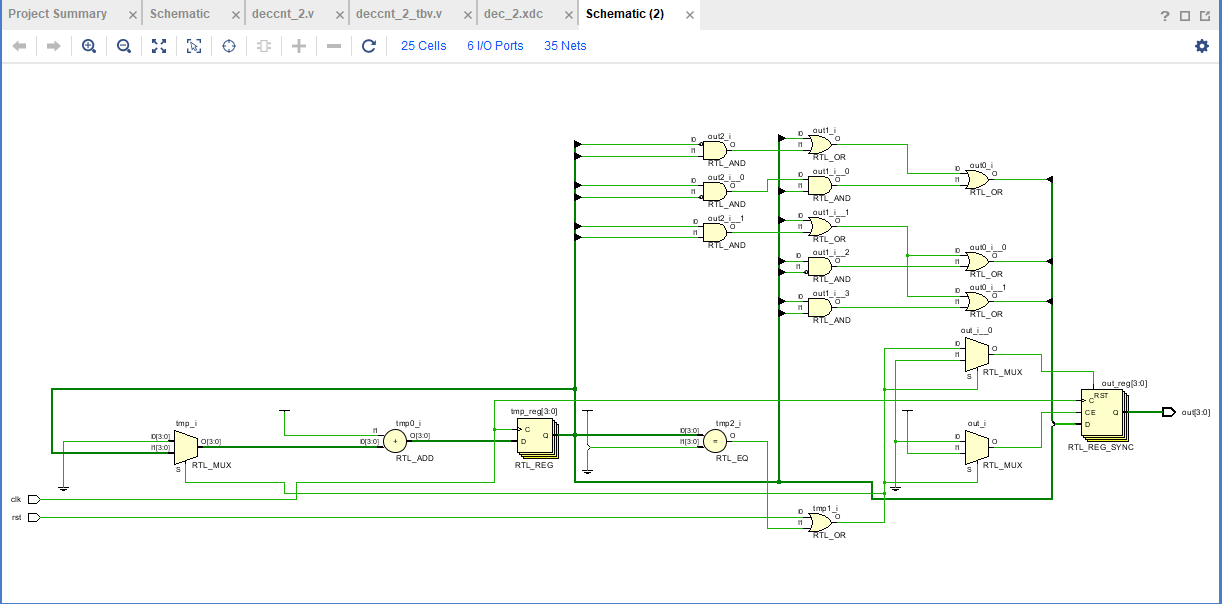 Project Summary
Schematic
deccnt_2.v
deccnt_2_tbv.v
dec_2.xdc
Schematic (2)
25 Cells
6 I/O Ports
35 Nets
out2_i
I0
I1
O
RTL_AND
out1_i
I0
I1
O
RTL_OR
out2_i__0
I0
I1
O
RTL_AND
out1_i__0
I0
I1
O
RTL_AND
out0_i
I0
I1
O
RTL_OR
out2_i__1
I0
I1
O
RTL_AND
out1_i__1
I0
I1
O
RTL_OR
out1_i__2
I0
I1
O
RTL_AND
out0_i__0
I0
I1
O
RTL_OR
out1_i__3
I0
I1
O
RTL_AND
out0_i__1
I0
I1
O
RTL_OR
out_i__0
I0
I1
O
S
RTL_MUX
tmp_i
I0[3:0]
I1[3:0]
O[3:0]
S
RTL_MUX
tmp0_i
I1
I0[3:0]
O[3:0]
+
RTL_ADD
tmp_reg[3:0]
C
D
Q
RTL_REG
tmp2_i
I0[3:0]
I1[3:0]
O
=
RTL_EQ
out_i
I0
I1
O
S
RTL_MUX
out_reg[3:0]
RST
C
CE
D
Q
RTL_REG_SYNC
out[3:0]
clk
rst
tmp1_i
I0
I1
O
RTL_OR